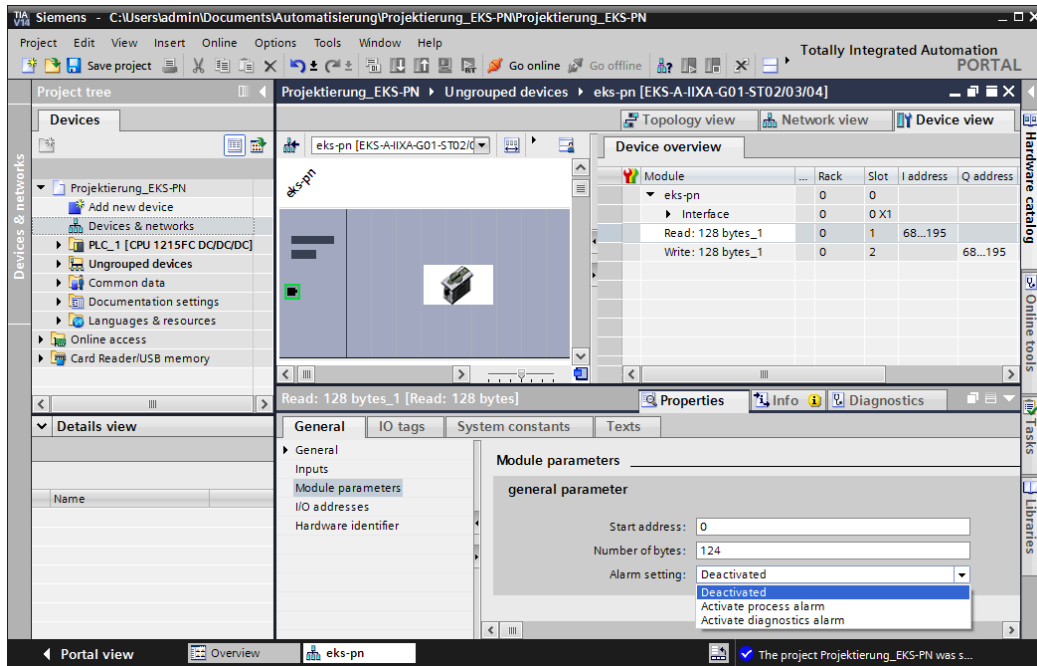 TIA V14 Siemens - C:\Users\admin\Documents\Automatisierung\Projektierung_EKS-PN\Projektierung_EKS-PN
Project Edit View Insert Online Options Tools Window Help
Totally Integrated Automation
PORTAL
Save project Go online Go offline
Project tree
Devices
Devices & networks
Projektierung_EKS-PN
Add new device
Devices & networks
PLC_1 [CPU 1215FC DC/DC/DC]
Ungrouped devices
Common data
Documentation settings
Languages & resources
Online access
Card Reader/USB memory
Details view
Name
Projektierung_EKS-PN Ungrouped devices eks-pn [EKS-A-IIXA-G01-ST02/03/04]
Topology view Network view Device view
eks-pn [EKS-A-IIXA-G01-ST02/0
eks-pn
Device overview
Module ... Rack Slot I address Q address
eks-pn 0 0
Interface 0 0 X1
Read: 128 bytes_1 0 1 68...195
Write: 128 bytes_1 0 2 68...195
Read: 128 bytes_1 [Read: 128 bytes]
Properties Info Diagnostics
General IO tags System constants Texts
General
Inputs
Module parameters
I/O addresses
Hardware identifier
Module parameters
general parameter
Start address: 0
Number of bytes: 124
Alarm setting: Deactivated
Deactivated
Activate process alarm
Activate diagnostics alarm
Hardware catalog
Online tools
Tasks
Libraries
Portal view Overview eks-pn
The project Projektierung_EKS-PN was s...